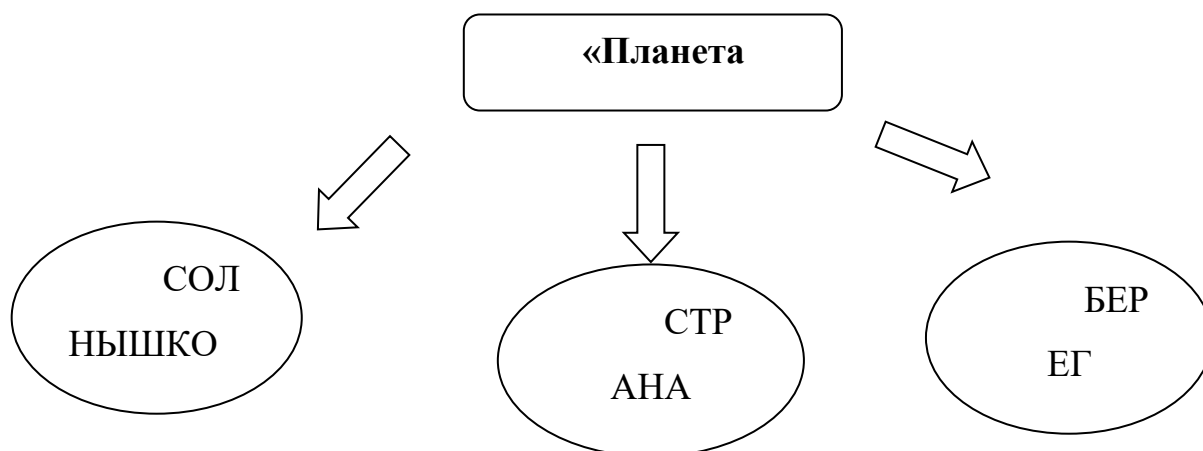 «Планета
СОЛ
НЫШКО
СТР
АНА
БЕР
ЕГ